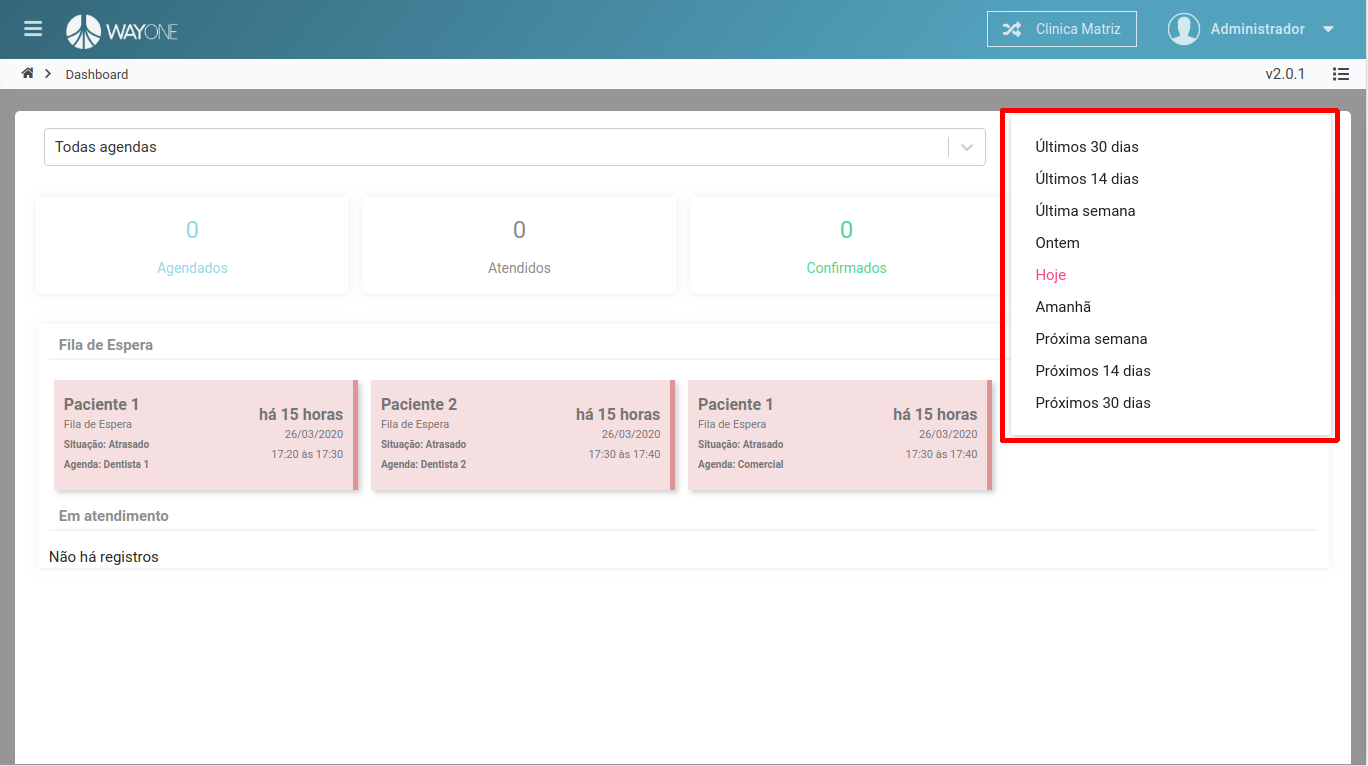 WAYONE
Clinica Matriz
Administrador
Dashboard
v2.0.1
Todas agendas
Últimos 30 dias
Últimos 14 dias
Última semana
Ontem
Hoje
Amanhã
Próxima semana
Próximos 14 dias
Próximos 30 dias
0
Agendados
0
Atendidos
0
Confirmados
Fila de Espera
Paciente 1
há 15 horas
Fila de Espera
26/03/2020
Situação: Atrasado
17:20 às 17:30
Agenda: Dentista 1
Paciente 2
há 15 horas
Fila de Espera
26/03/2020
Situação: Atrasado
17:30 às 17:40
Agenda: Dentista 2
Paciente 1
há 15 horas
Fila de Espera
26/03/2020
Situação: Atrasado
17:30 às 17:40
Agenda: Comercial
Em atendimento
Não há registros